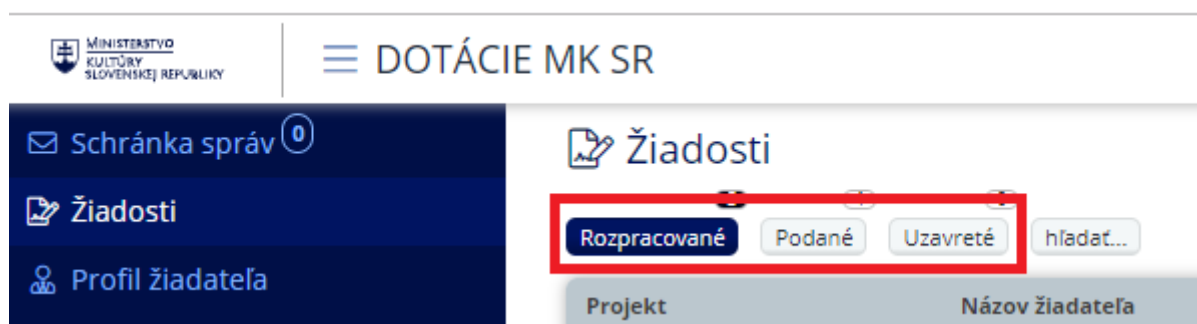 MINISTERSTVO
KULTÚRY
SLOVENSKEJ REPUBLIKY
DOTÁCIE MK SR
Schránka správ 0
Žiadosti
Profil žiadateľa
Žiadosti
Rozpracované Podané Uzavreté hľadať...
Projekt Názov žiadateľa